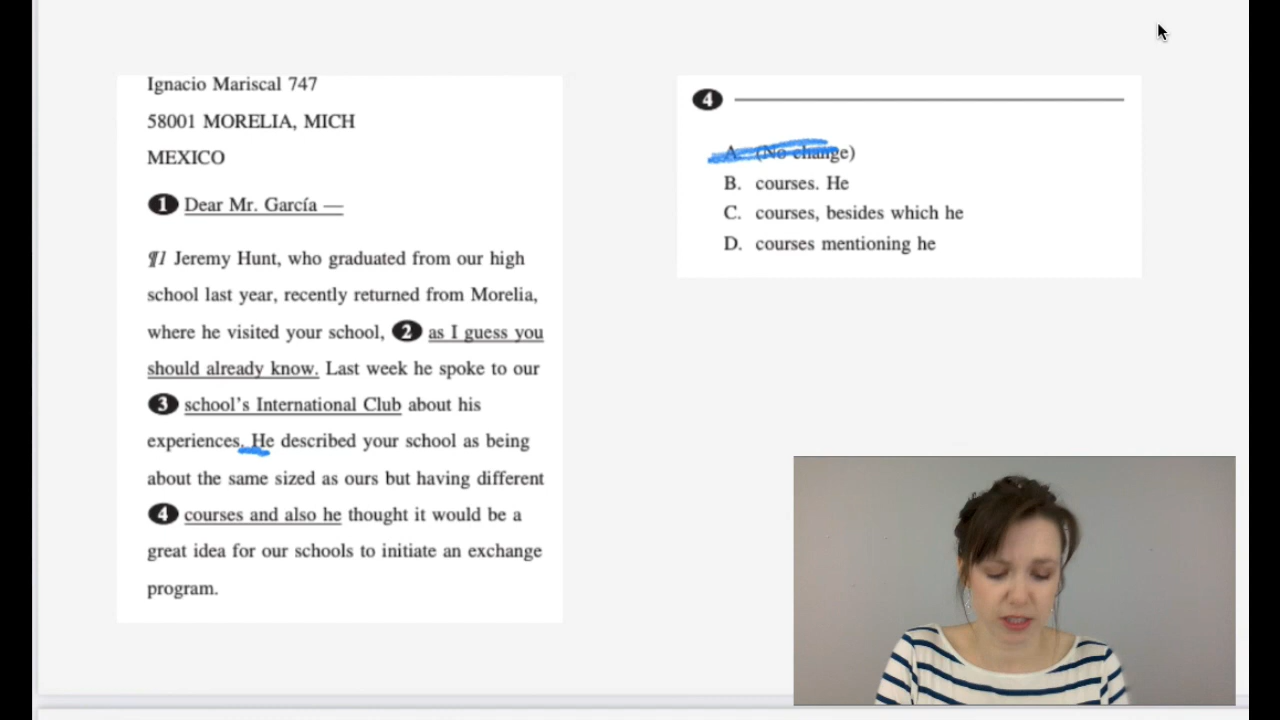 Ignacio Mariscal 747
58001 MORELIA, MICH
MEXICO
1 Dear Mr. García —
¶1 Jeremy Hunt, who graduated from our high
school last year, recently returned from Morelia,
where he visited your school, 2 as I guess you
should already know. Last week he spoke to our
3 school's International Club about his
experiences. He described your school as being
about the same sized as ours but having different
4 courses and also he thought it would be a
great idea for our schools to initiate an exchange
program.
4
A. (No change)
B. courses. He
C. courses, besides which he
D. courses mentioning he